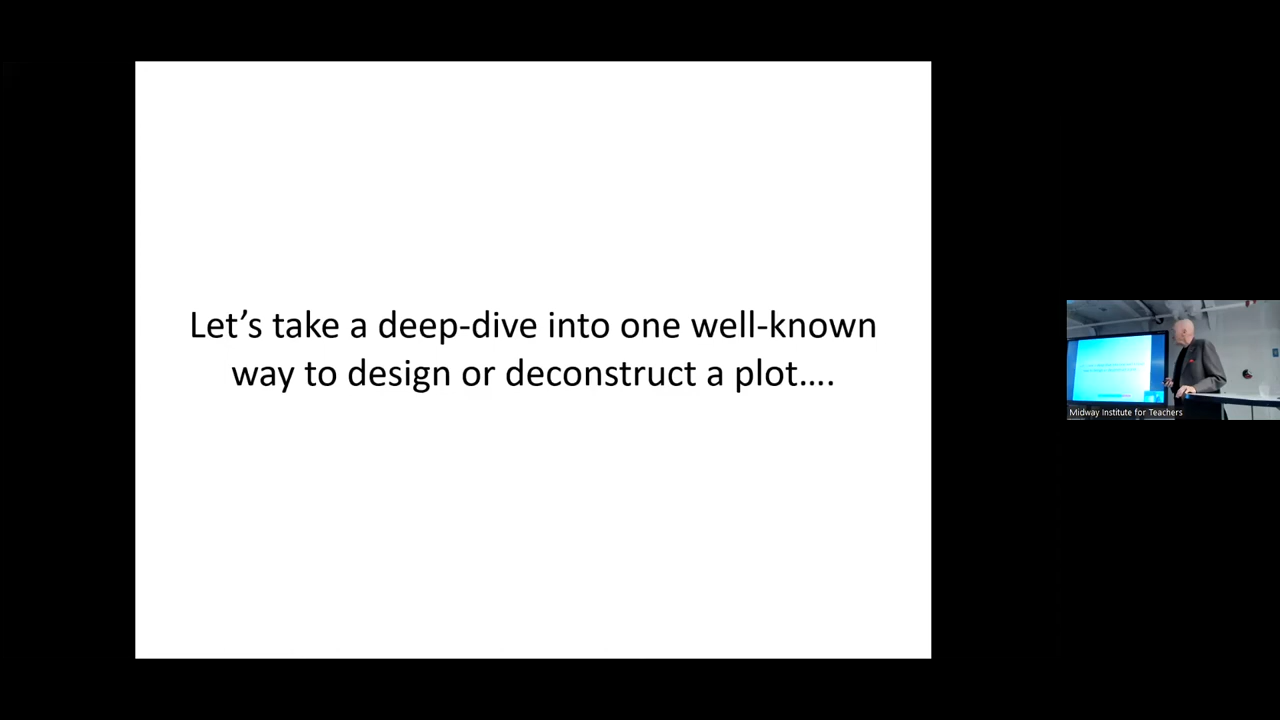 Let’s take a deep-dive into one well-known
way to design or deconstruct a plot….
Midway Institute for Teachers